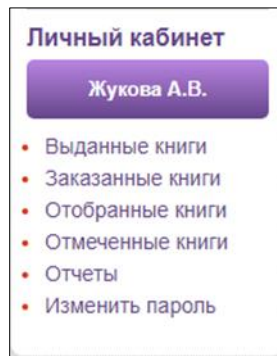 Личный кабинет
Жукова А.В.
Выданные книги
Заказанные книги
Отобранные книги
Отмеченные книги
Отчеты
Изменить пароль